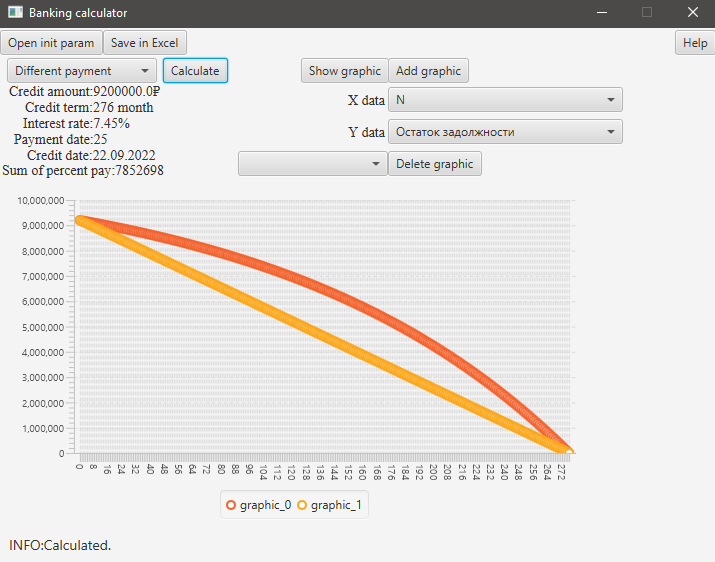 Banking calculator
Open init param Save in Excel Help
Different payment Calculate Show graphic Add graphic
Credit amount:9200000.0₽
Credit term:276 month
Interest rate:7.45%
Payment date:25
Credit date:22.09.2022
Sum of percent pay:7852698
X data N
Y data Остаток задолжности
Delete graphic
10,000,000
9,000,000
8,000,000
7,000,000
6,000,000
5,000,000
4,000,000
3,000,000
2,000,000
1,000,000
0
0 8 16 24 32 40 48 56 64 72 80 88 96 104 112 120 128 136 144 152 160 168 176 184 192 200 208 216 224 232 240 248 256 264 272
graphic_0 graphic_1
INFO:Calculated.